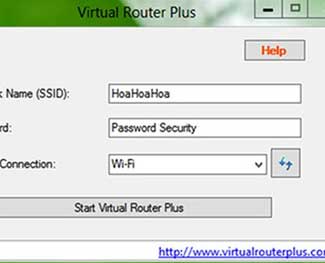 Virtual Router Plus
Help
k Name (SSID):
HoaHoaHoa
rd:
Password Security
Connection:
Wi-Fi
Start Virtual Router Plus
http://www.virtualrouterplus.com